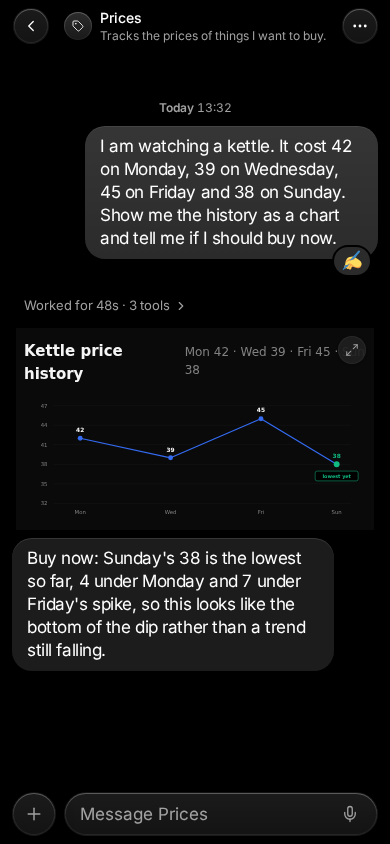 Prices
Tracks the prices of things I want to buy.
Today 13:32
I am watching a kettle. It cost 42
on Monday, 39 on Wednesday,
45 on Friday and 38 on Sunday.
Show me the history as a chart
and tell me if I should buy now.
Worked for 48s · 3 tools
Kettle price
history
Mon 42 · Wed 39 · Fri 45 ·
38
47
44
41
38
35
32
42
39
45
38
lowest yet
Mon
Wed
Fri
Sun
Buy now: Sunday's 38 is the lowest
so far, 4 under Monday and 7 under
Friday's spike, so this looks like the
bottom of the dip rather than a trend
still falling.
Message Prices